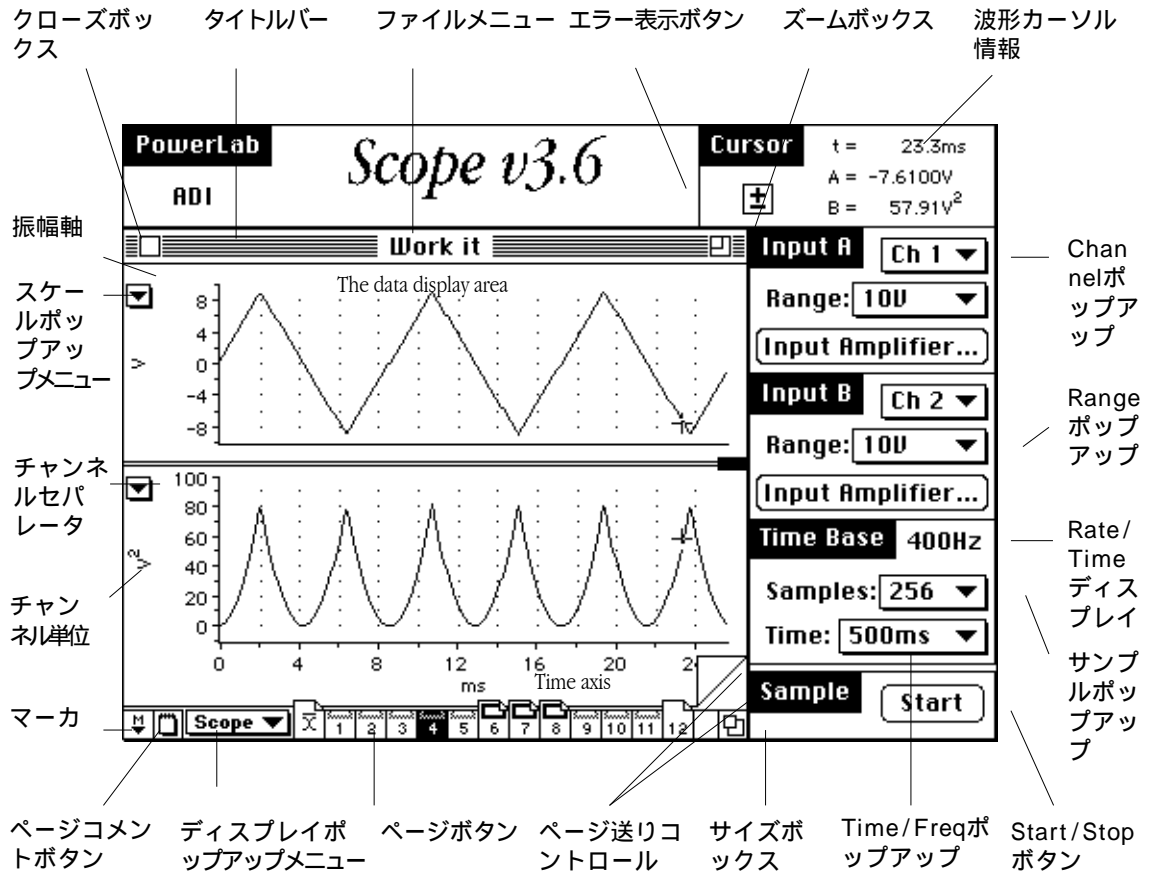 クローズボッ
クス
タイトルバー
ファイルメニュー
エラー表示ボタン
ズームボックス
波形カーソル
情報
PowerLab
ADI
Scope v3.6
Cursor
t = 23.3ms
A = -7.6100V
B = 57.91V²
±
振幅軸
スケー
ルポッ
プアッ
プメニュー
チャンネ
ルセパ
レータ
チャン
ネル単位
マーカ
Work it
The data display area
8
4
0
-4
-8
V
100
80
60
40
20
0
V²
0 4 8 12 16 20 2
ms
Time axis
M
Scope
x̄ 1 2 3 4 5 6 7 8 9 10 11 12
Input A
Ch 1
Range: 10V
Input Amplifier...
Input B
Ch 2
Range: 10V
Input Amplifier...
Time Base 400Hz
Samples: 256
Time: 500ms
Sample
Start
Chan
nelポ
ップア
ップ
Range
ポップ
アップ
Rate/
Time
ディス
プレイ
サンプ
ルポッ
プアッ
プ
ページコメン
トボタン
ディスプレイポ
ップアップメニュー
ページボタン
ページ送りコ
ントロール
サイズボ
ックス
Time/Freqポ
ップアップ
Start/Stop
ボタン